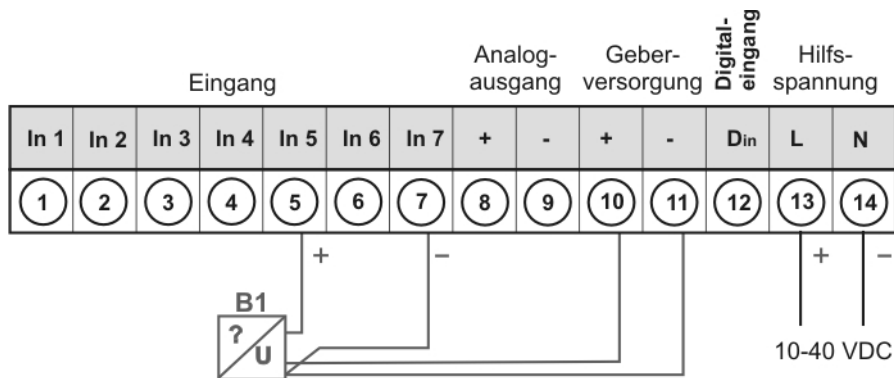 Eingang
Analog-
ausgang
Geber-
versorgung
Digital-
eingang
Hilfs-
spannung
In 1 In 2 In 3 In 4 In 5 In 6 In 7 + - + - Din L N
1 2 3 4 5 6 7 8 9 10 11 12 13 14
+ − + −
B1
?
U
10-40 VDC